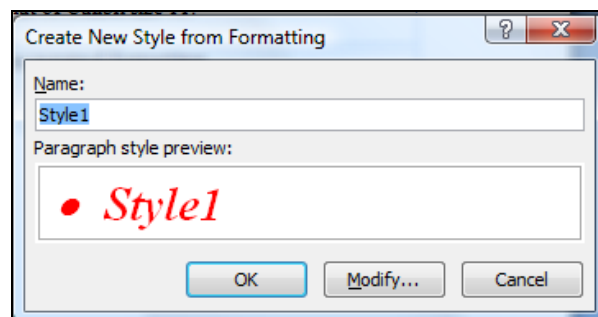 Create New Style from Formatting
Name:
Style1
Paragraph style preview:
• Style1
OK Modify... Cancel